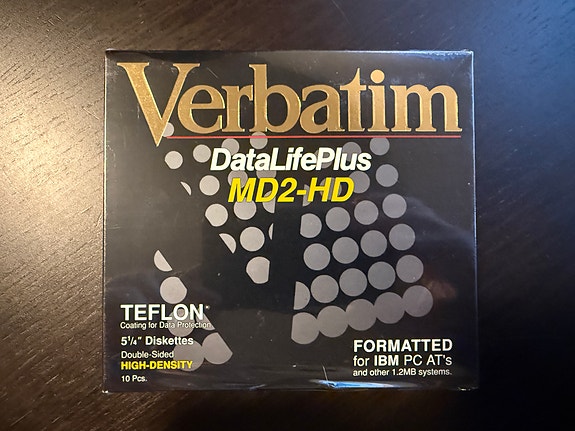 Verbatim
DataLifePlus
MD2-HD
TEFLON*
Coating for Data Protection
5¼" Diskettes
Double-Sided
HIGH-DENSITY
10 Pcs.
FORMATTED
for IBM PC AT's
and other 1.2MB systems.